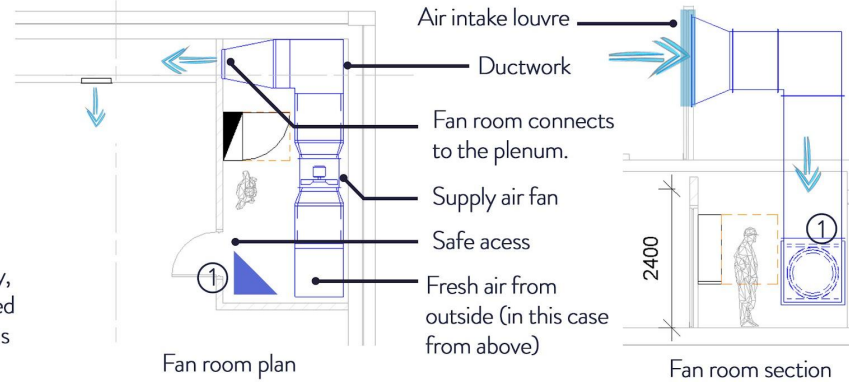 Air intake louvre
Ductwork
Fan room connects
to the plenum.
Supply air fan
Safe acess
Fresh air from
outside (in this case
from above)
1
y,
ed
s
Fan room plan
2400
1
Fan room section